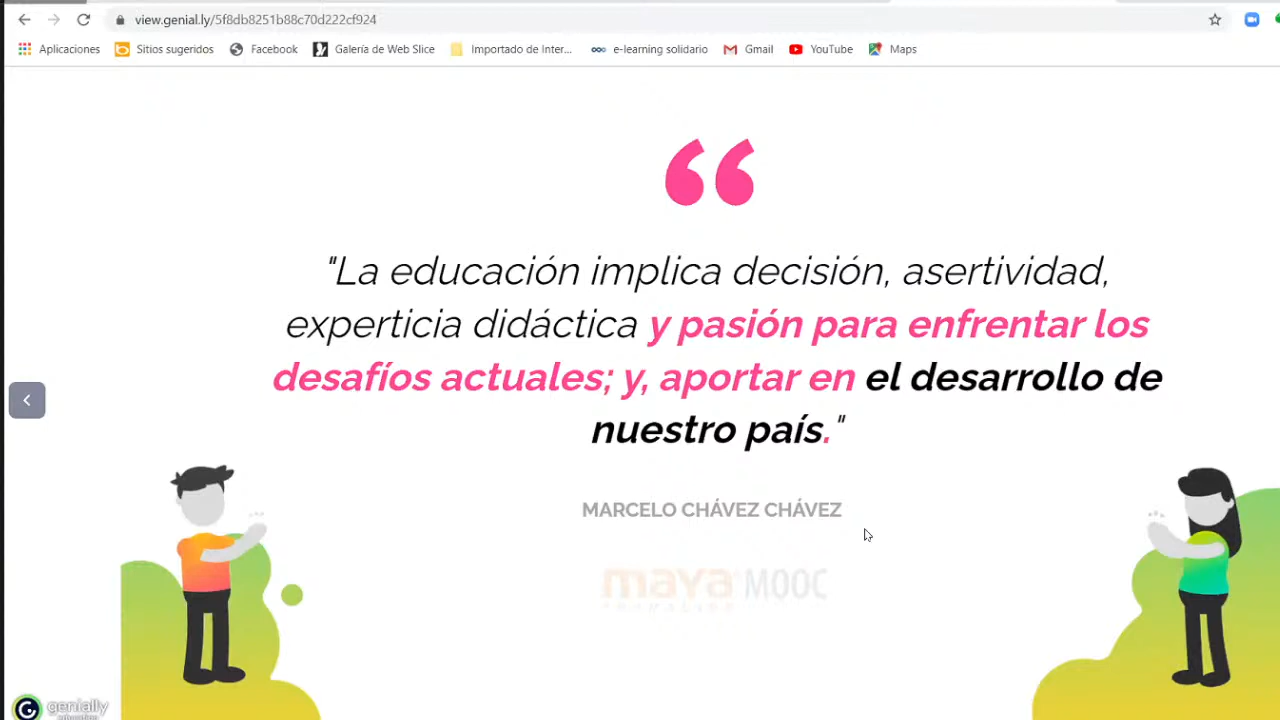 view.genial.ly/5f8db8251b88c70d222cf924
Aplicaciones Sitios sugeridos Facebook Galería de Web Slice Importado de Inter... e-learning solidario Gmail YouTube Maps
“
"La educación implica decisión, asertividad,
experticia didáctica y pasión para enfrentar los
desafíos actuales; y, aportar en el desarrollo de
nuestro país."
MARCELO CHÁVEZ CHÁVEZ
maya MOOC
genially